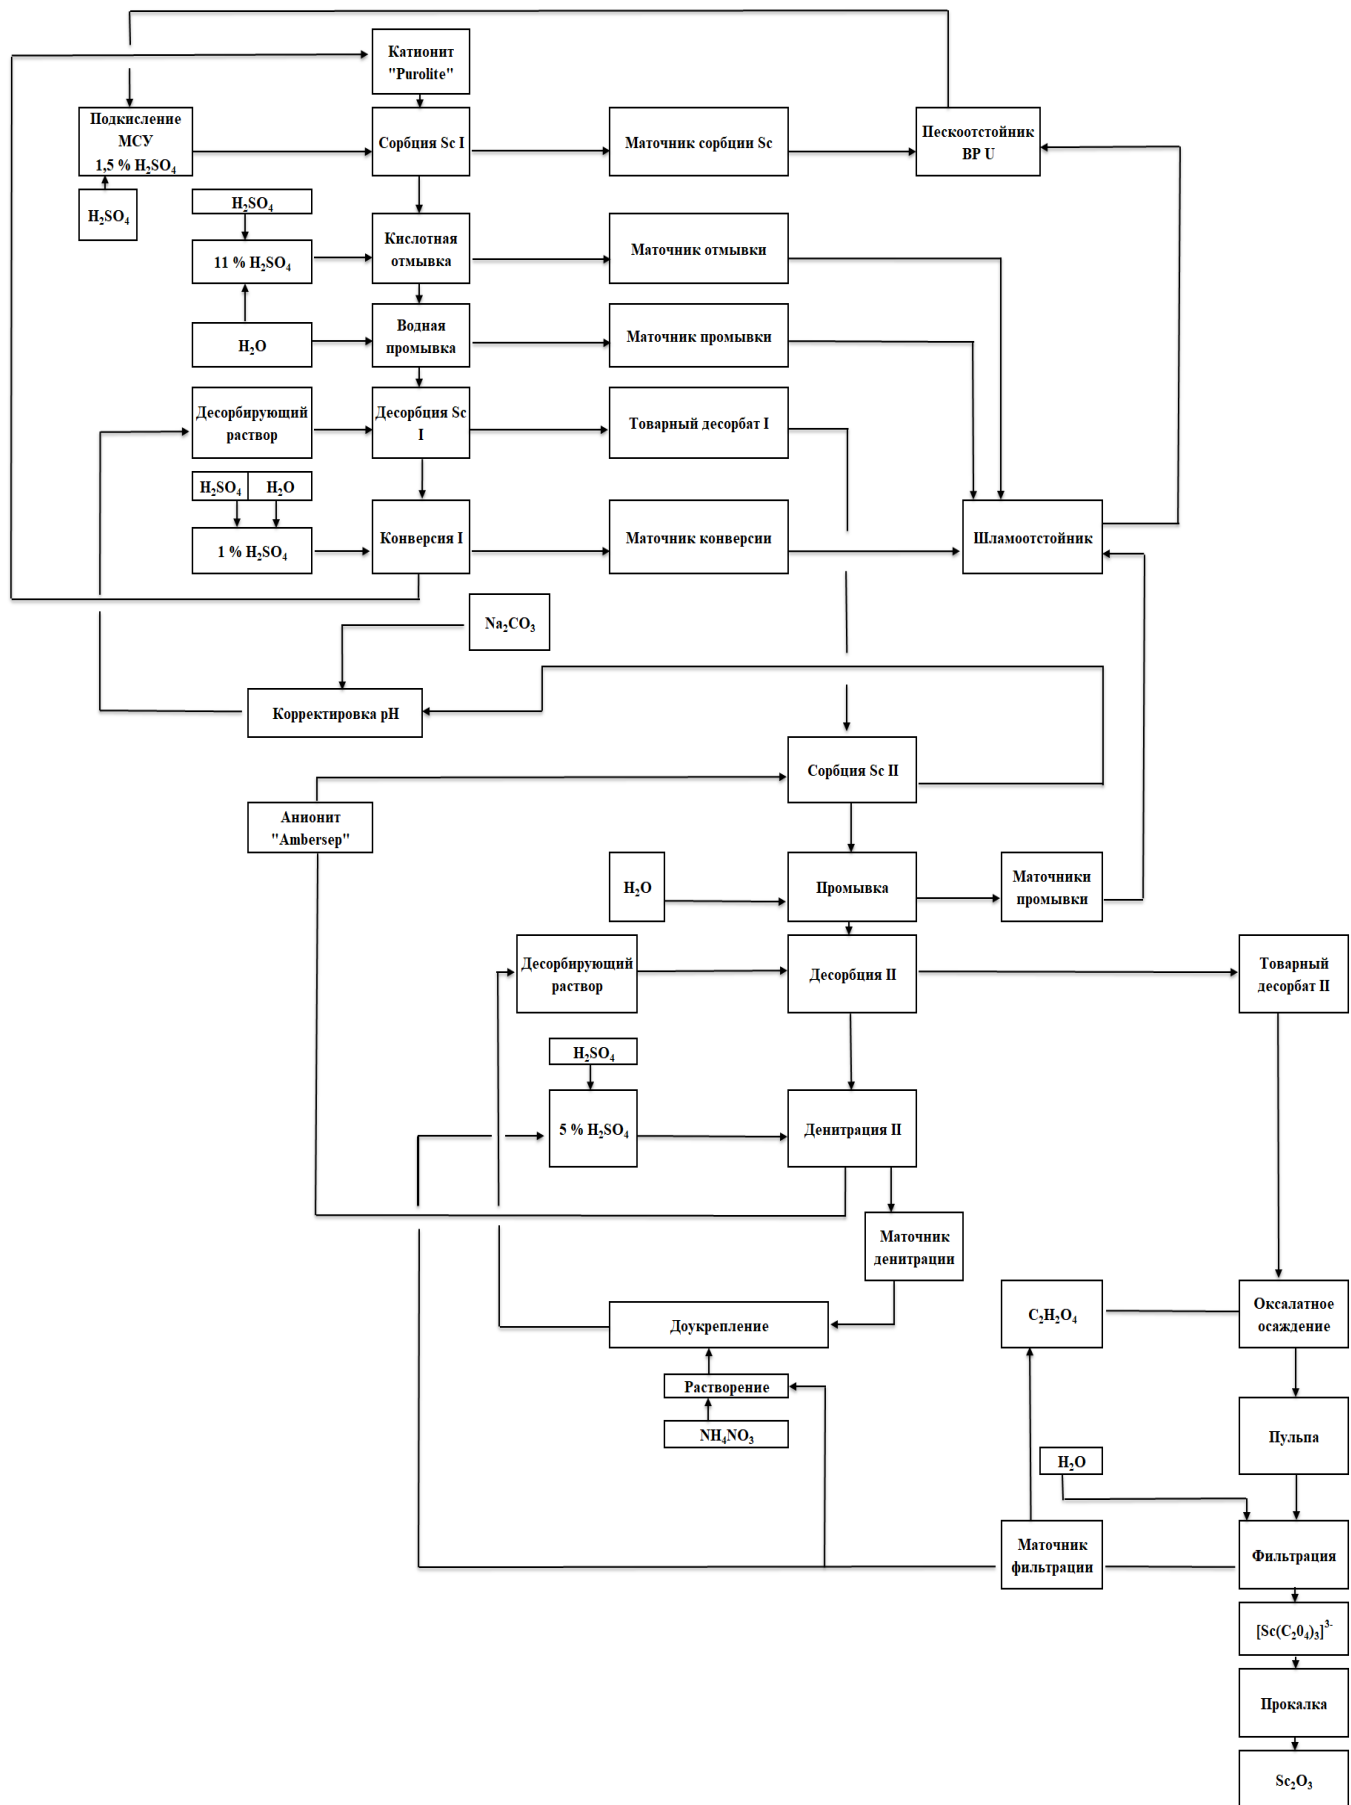 Катионит
"Purolite"
Подкисление
МСУ
1,5 % H₂SO₄
Сорбция Sc I
Маточник сорбции Sc
Пескоотстойник
ВР U
H₂SO₄
H₂SO₄
11 % H₂SO₄
Кислотная
отмывка
Маточник отмывки
H₂O
Водная
промывка
Маточник промывки
Десорбирующий
раствор
Десорбция Sc
I
Товарный десорбат I
H₂SO₄
H₂O
1 % H₂SO₄
Конверсия I
Маточник конверсии
Шламоотстойник
Na₂CO₃
Корректировка pH
Сорбция Sc II
Анионит
"Ambersep"
H₂O
Промывка
Маточники
промывки
Десорбирующий
раствор
Десорбция II
Товарный
десорбат II
H₂SO₄
5 % H₂SO₄
Денитрация II
Маточник
денитрации
Доукрепление
C₂H₂O₄
Оксалатное
осаждение
Растворение
NH₄NO₃
Пульпа
H₂O
Маточник
фильтрации
Фильтрация
[Sc(C₂0₄)₃]³⁻
Прокалка
Sc₂O₃